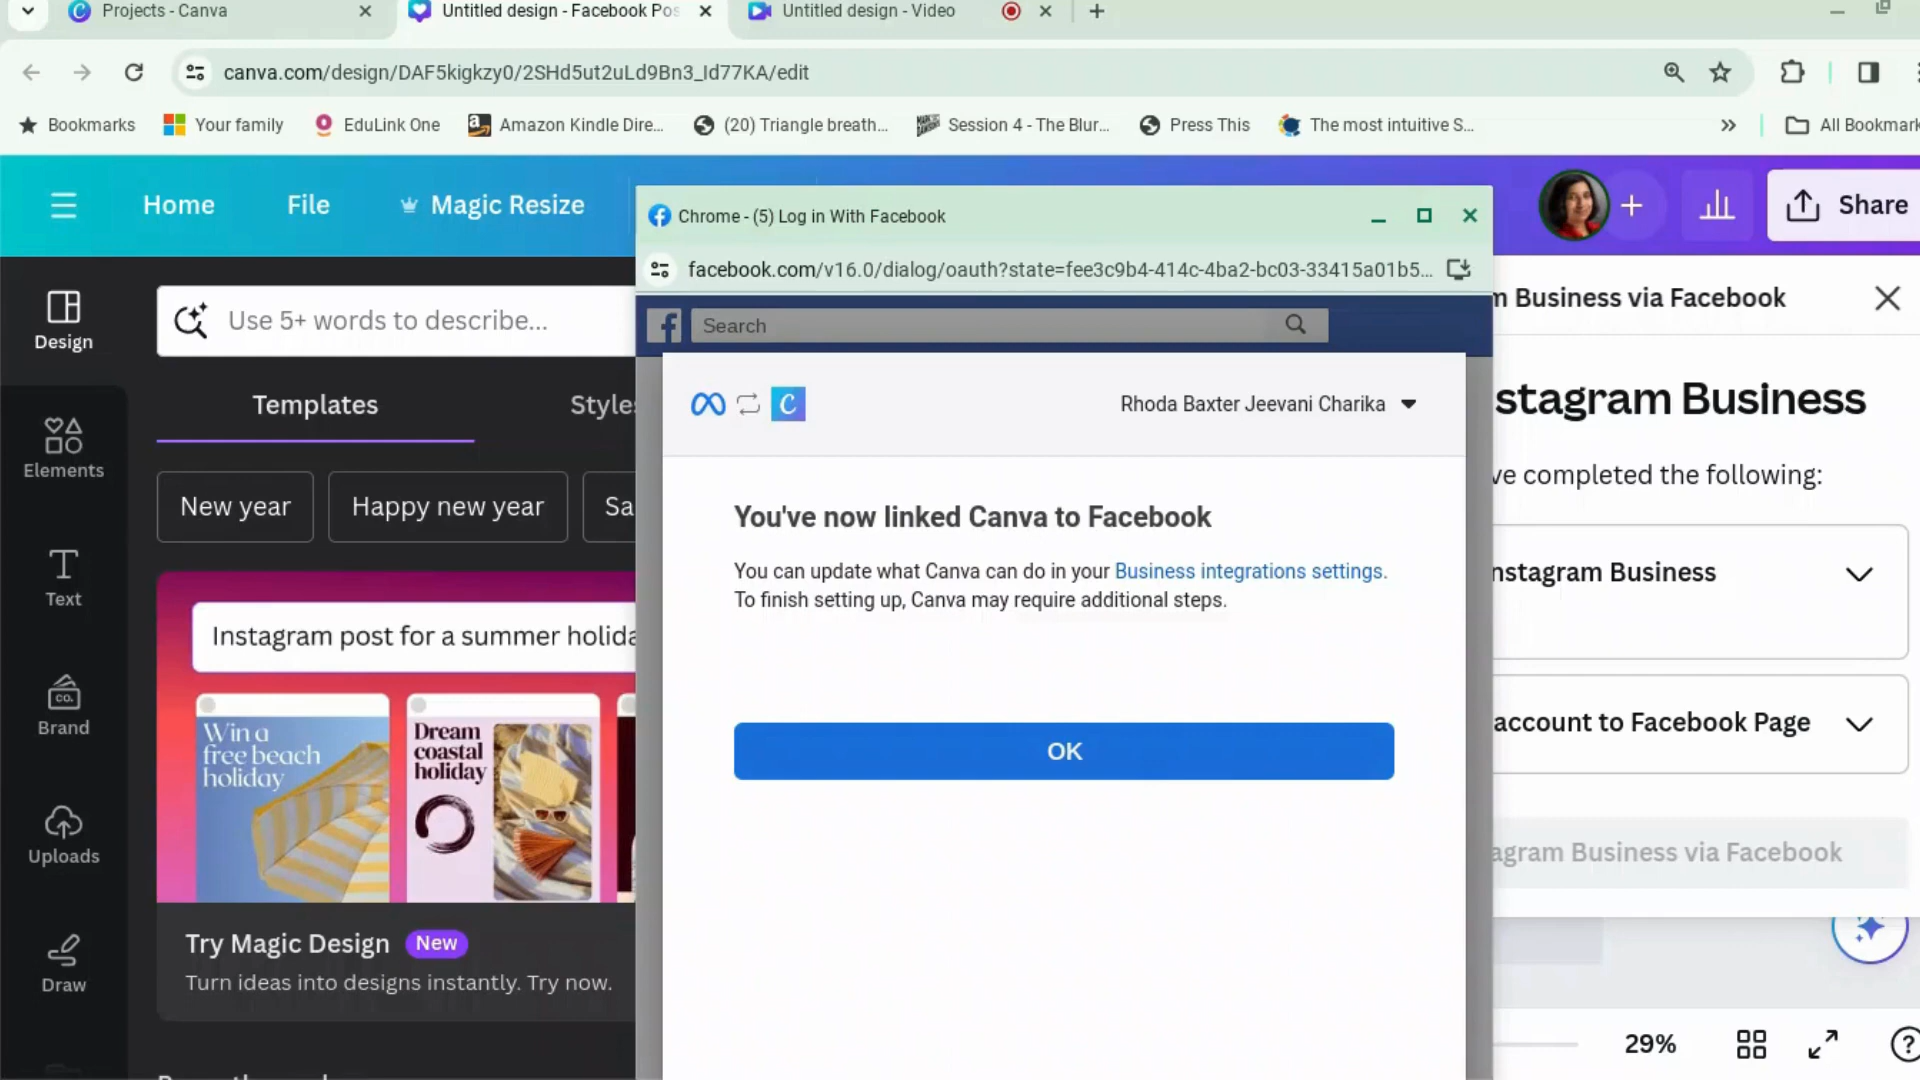 Projects - Canva
Untitled design - Facebook Pos
Untitled design - Video
canva.com/design/DAF5kigkzy0/2SHd5ut2uLd9Bn3_Id77KA/edit
Bookmarks
Your family
EduLink One
Amazon Kindle Dire...
(20) Triangle breath...
Session 4 - The Blur...
Press This
The most intuitive S...
All Bookmark
Home
File
Magic Resize
Share
Chrome - (5) Log in With Facebook
facebook.com/v16.0/dialog/oauth?state=fee3c9b4-414c-4ba2-bc03-33415a01b5...
Search
Rhoda Baxter Jeevani Charika
You've now linked Canva to Facebook
You can update what Canva can do in your Business integrations settings.
To finish setting up, Canva may require additional steps.
OK
m Business via Facebook
stagram Business
ve completed the following:
nstagram Business
account to Facebook Page
agram Business via Facebook
Design
Elements
Text
Brand
CO.
Uploads
Draw
Use 5+ words to describe...
Templates
Styles
New year
Happy new year
Sa
Instagram post for a summer holida
Win a
free beach
holiday
Dream
coastal
holiday
Try Magic Design
New
Turn ideas into designs instantly. Try now.
29%